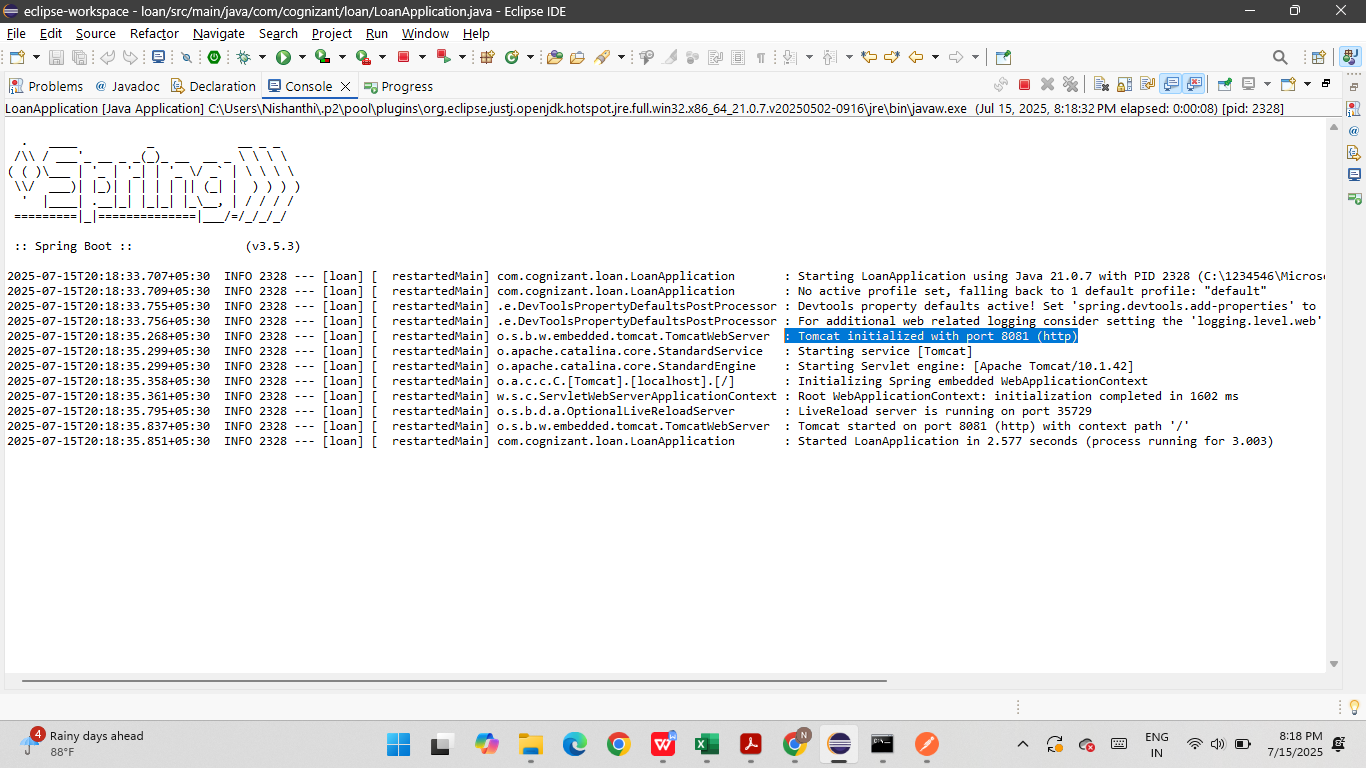 eclipse-workspace - loan/src/main/java/com/cognizant/loan/LoanApplication.java - Eclipse IDE
File Edit Source Refactor Navigate Search Project Run Window Help
Problems Javadoc Declaration Console Progress
LoanApplication [Java Application] C:\Users\Nishanthi\.p2\pool\plugins\org.eclipse.justj.openjdk.hotspot.jre.full.win32.x86_64_21.0.7.v20250502-0916\jre\bin\javaw.exe (Jul 15, 2025, 8:18:32 PM elapsed: 0:00:08) [pid: 2328]
Spring
:: Spring Boot :: (v3.5.3)
2025-07-15T20:18:33.707+05:30 INFO 2328 --- [loan] [ restartedMain] com.cognizant.loan.LoanApplication : Starting LoanApplication using Java 21.0.7 with PID 2328 (C:\1234546\Micros
2025-07-15T20:18:33.709+05:30 INFO 2328 --- [loan] [ restartedMain] com.cognizant.loan.LoanApplication : No active profile set, falling back to 1 default profile: "default"
2025-07-15T20:18:33.755+05:30 INFO 2328 --- [loan] [ restartedMain] .e.DevToolsPropertyDefaultsPostProcessor : Devtools property defaults active! Set 'spring.devtools.add-properties' to
2025-07-15T20:18:33.756+05:30 INFO 2328 --- [loan] [ restartedMain] .e.DevToolsPropertyDefaultsPostProcessor : For additional web related logging consider setting the 'logging.level.web'
2025-07-15T20:18:35.268+05:30 INFO 2328 --- [loan] [ restartedMain] o.s.b.w.embedded.tomcat.TomcatWebServer : Tomcat initialized with port 8081 (http)
2025-07-15T20:18:35.299+05:30 INFO 2328 --- [loan] [ restartedMain] o.apache.catalina.core.StandardService : Starting service [Tomcat]
2025-07-15T20:18:35.299+05:30 INFO 2328 --- [loan] [ restartedMain] o.apache.catalina.core.StandardEngine : Starting Servlet engine: [Apache Tomcat/10.1.42]
2025-07-15T20:18:35.358+05:30 INFO 2328 --- [loan] [ restartedMain] o.a.c.c.C.[Tomcat].[localhost].[/] : Initializing Spring embedded WebApplicationContext
2025-07-15T20:18:35.361+05:30 INFO 2328 --- [loan] [ restartedMain] w.s.c.ServletWebServerApplicationContext : Root WebApplicationContext: initialization completed in 1602 ms
2025-07-15T20:18:35.795+05:30 INFO 2328 --- [loan] [ restartedMain] o.s.b.d.a.OptionalLiveReloadServer : LiveReload server is running on port 35729
2025-07-15T20:18:35.837+05:30 INFO 2328 --- [loan] [ restartedMain] o.s.b.w.embedded.tomcat.TomcatWebServer : Tomcat started on port 8081 (http) with context path '/'
2025-07-15T20:18:35.851+05:30 INFO 2328 --- [loan] [ restartedMain] com.cognizant.loan.LoanApplication : Started LoanApplication in 2.577 seconds (process running for 3.003)
4
Rainy days ahead
88°F
N
ENG
IN
8:18 PM
7/15/2025